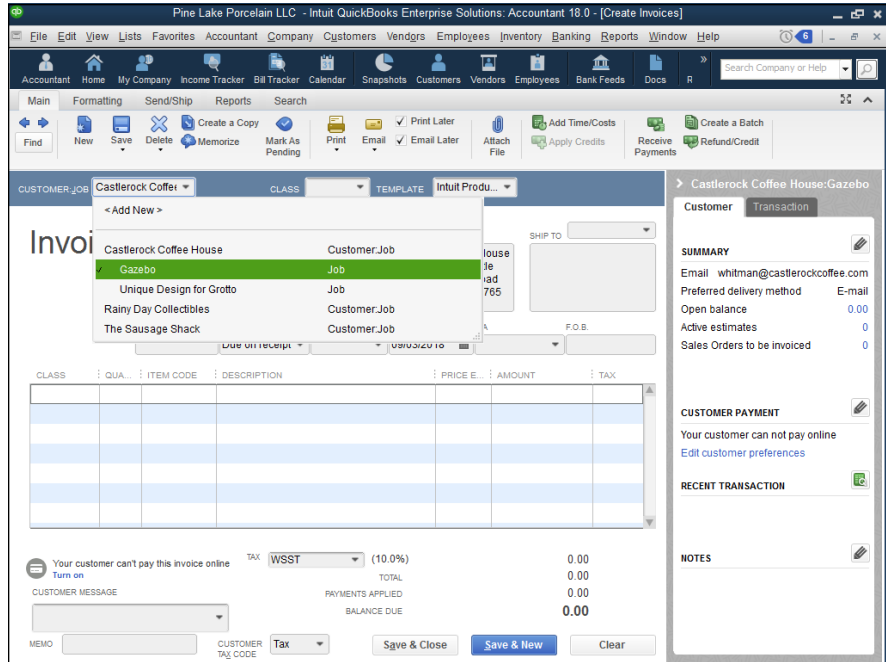 Pine Lake Porcelain LLC - Intuit QuickBooks Enterprise Solutions: Accountant 18.0 - [Create Invoices]
File Edit View Lists Favorites Accountant Company Customers Vendors Employees Inventory Banking Reports Window Help 6
Accountant Home My Company Income Tracker Bill Tracker Calendar Snapshots Customers Vendors Employees Bank Feeds Docs R » Search Company or Help
Main Formatting Send/Ship Reports Search
Find New Save Delete Create a Copy Memorize Mark As Pending Print Email Print Later Email Later Attach File Add Time/Costs Apply Credits Receive Payments Create a Batch Refund/Credit
CUSTOMER:JOB Castlerock Coffee CLASS TEMPLATE Intuit Produ...
< Add New >
Castlerock Coffee House Customer:Job
Gazebo Job
Unique Design for Grotto Job
Rainy Day Collectibles Customer:Job
The Sausage Shack Customer:Job
Invoi
SHIP TO
louse
tle
ad
765
F.O.B.
Due on receipt 09/03/2018
CLASS QUA... ITEM CODE DESCRIPTION PRICE E... AMOUNT TAX
Your customer can't pay this invoice online
Turn on
TAX WSST (10.0%) 0.00
TOTAL 0.00
CUSTOMER MESSAGE PAYMENTS APPLIED 0.00
BALANCE DUE 0.00
MEMO CUSTOMER TAX CODE Tax Save & Close Save & New Clear
Castlerock Coffee House:Gazebo
Customer Transaction
SUMMARY
Email whitman@castlerockcoffee.com
Preferred delivery method E-mail
Open balance 0.00
Active estimates 0
Sales Orders to be invoiced 0
CUSTOMER PAYMENT
Your customer can not pay online
Edit customer preferences
RECENT TRANSACTION
NOTES